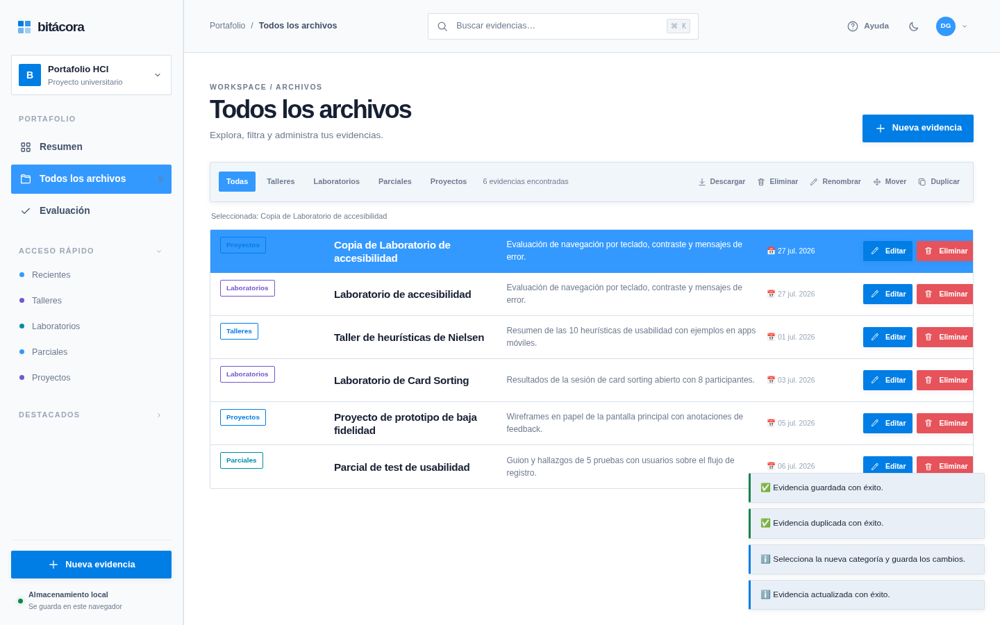 bitácora
B
Portafolio HCI
Proyecto universitario
PORTAFOLIO
Resumen
Todos los archivos
5
Evaluación
ACCESO RÁPIDO
Recientes
Talleres
Laboratorios
Parciales
Proyectos
DESTACADOS
Nueva evidencia
Almacenamiento local
Se guarda en este navegador
Portafolio / Todos los archivos
Buscar evidencias…
⌘ K
Ayuda
DG
WORKSPACE / ARCHIVOS
Todos los archivos
Explora, filtra y administra tus evidencias.
Nueva evidencia
Todas
Talleres
Laboratorios
Parciales
Proyectos
6 evidencias encontradas
Descargar
Eliminar
Renombrar
Mover
Duplicar
Seleccionada: Copia de Laboratorio de accesibilidad
Proyectos
Copia de Laboratorio de
accesibilidad
Evaluación de navegación por teclado, contraste y mensajes de
error.
27 jul. 2026
Editar
Eliminar
Laboratorios
Laboratorio de accesibilidad
Evaluación de navegación por teclado, contraste y mensajes de
error.
27 jul. 2026
Editar
Eliminar
Talleres
Taller de heurísticas de Nielsen
Resumen de las 10 heurísticas de usabilidad con ejemplos en apps
móviles.
01 jul. 2026
Editar
Eliminar
Laboratorios
Laboratorio de Card Sorting
Resultados de la sesión de card sorting abierto con 8 participantes.
03 jul. 2026
Editar
Eliminar
Proyectos
Proyecto de prototipo de baja
fidelidad
Wireframes en papel de la pantalla principal con anotaciones de
feedback.
05 jul. 2026
Editar
Eliminar
Parciales
Parcial de test de usabilidad
Guion y hallazgos de 5 pruebas con usuarios sobre el flujo de
registro.
06 jul. 2026
Editar
Eliminar
✅ Evidencia guardada con éxito.
✅ Evidencia duplicada con éxito.
ℹ️ Selecciona la nueva categoría y guarda los cambios.
ℹ️ Evidencia actualizada con éxito.